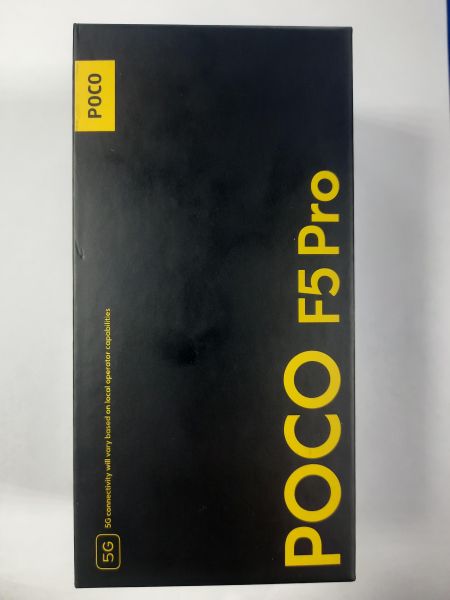 POCO
POCO F5 Pro
5G
5G connectivity will vary based on local operator capabilities